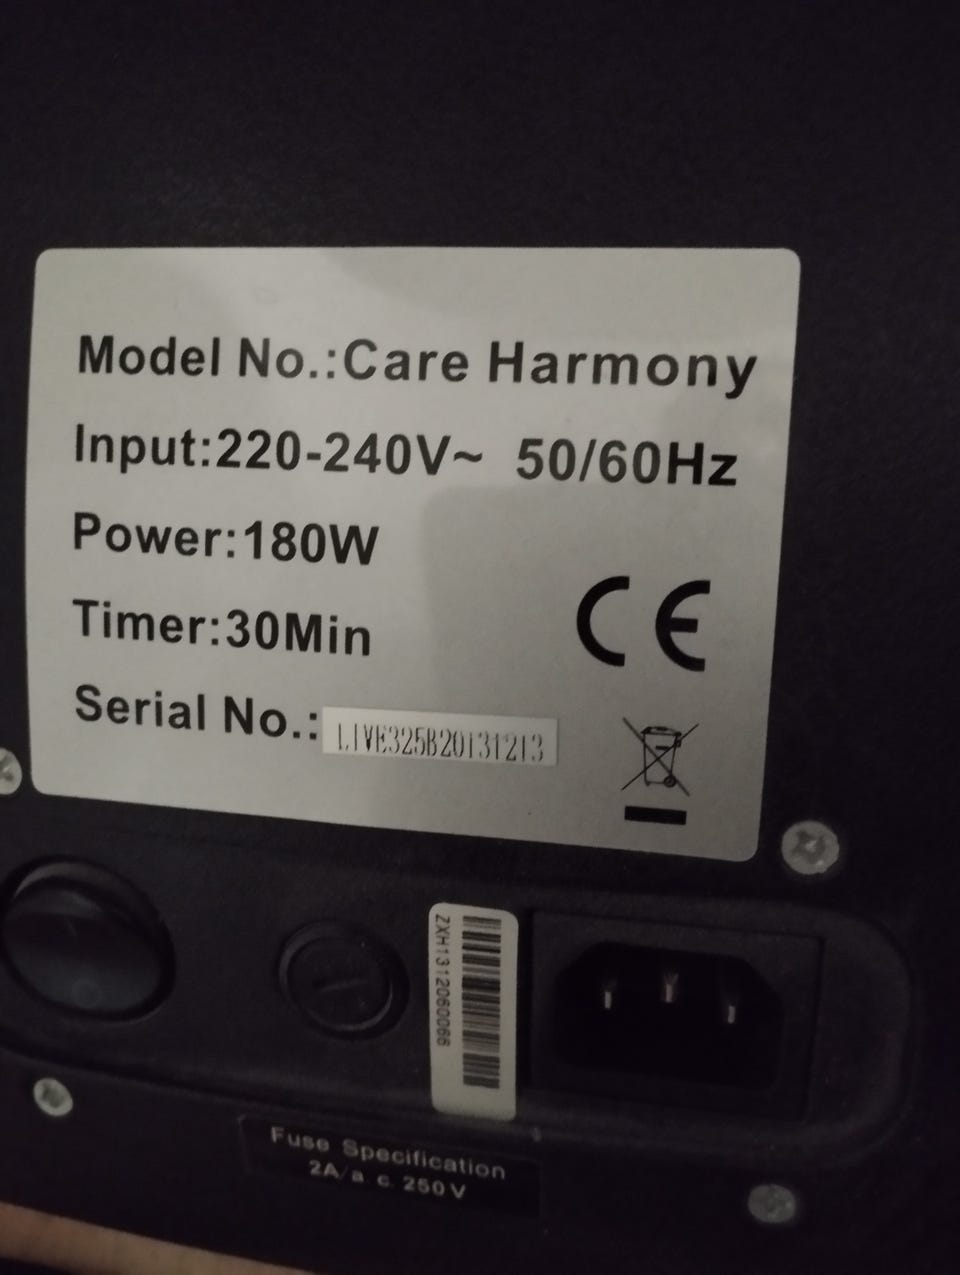 Model No.:Care Harmony
Input:220-240V~ 50/60Hz
Power:180W
Timer:30Min
CE
Serial No.:LIVE325B20131213
ZXH1312060066
Fuse Specification
2A/a.c.250V